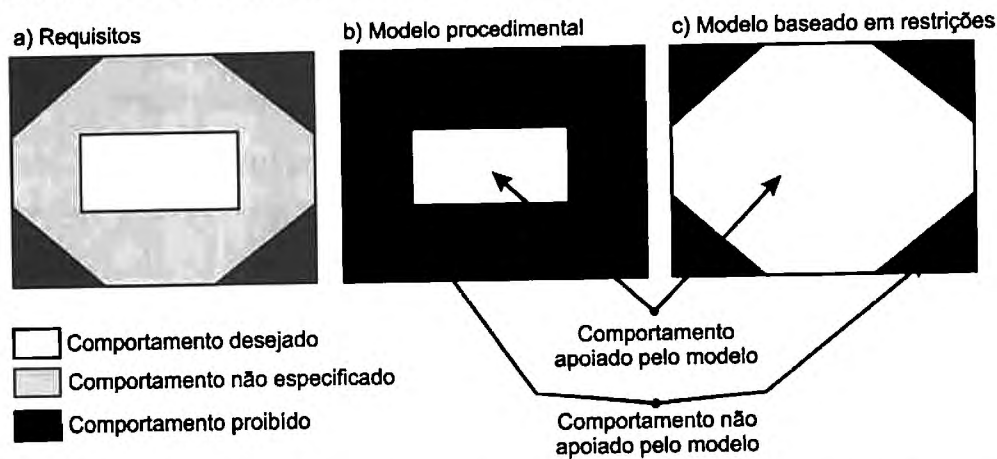 a) Requisitos
b) Modelo procedimental
c) Modelo baseado em restrições
Comportamento
apoiado pelo modelo
Comportamento desejado
Comportamento não especificado
Comportamento proibido
Comportamento não
apoiado pelo modelo